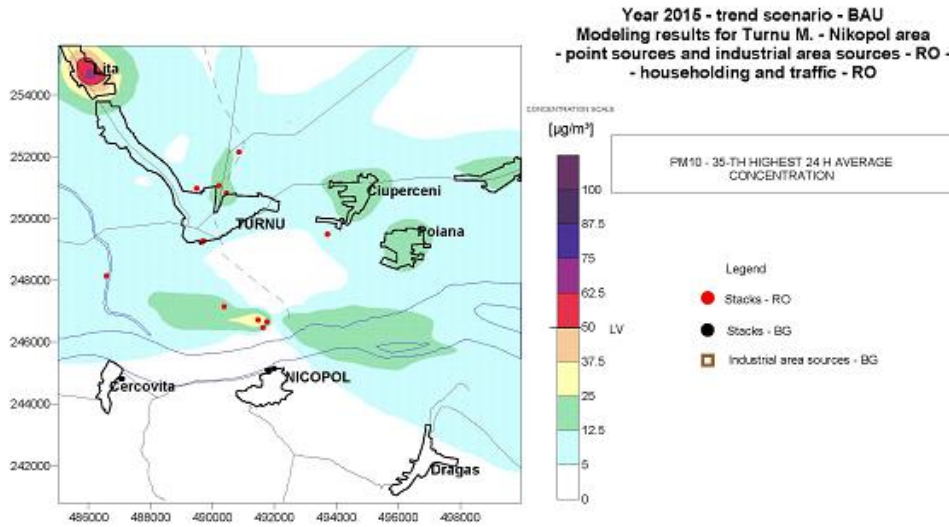 Year 2015 - trend scenario - BAU
Modeling results for Turnu M. - Nikopol area
- point sources and industrial area sources - RO -
- householding and traffic - RO
CONCENTRATION SCALE
[µg/m³]
PM10 - 35-TH HIGHEST 24 H AVERAGE
CONCENTRATION
100
87.5
75
62.5
50 LV
37.5
25
12.5
5
0
Legend
Stacks - RO
Stacks - BG
Industrial area sources - BG
Lita
Ciuperceni
TURNU
Poiana
NICOPOL
Cercovita
Dragas
254000
252000
250000
248000
246000
244000
242000
486000 488000 490000 492000 494000 496000 498000